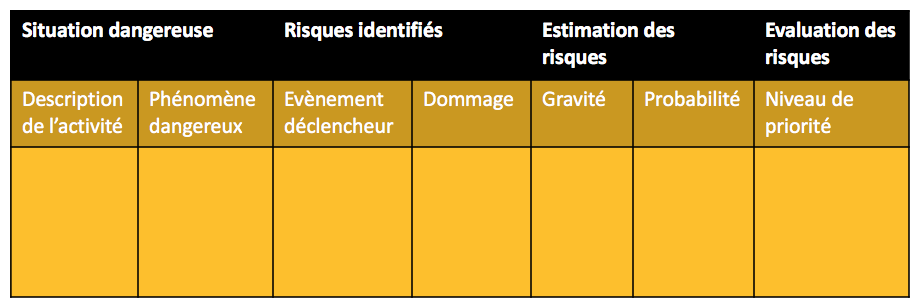 Situation dangereuse
Risques identifiés
Estimation des
risques
Evaluation des
risques
Description
de l’activité
Phénomène
dangereux
Evènement
déclencheur
Dommage
Gravité
Probabilité
Niveau de
priorité